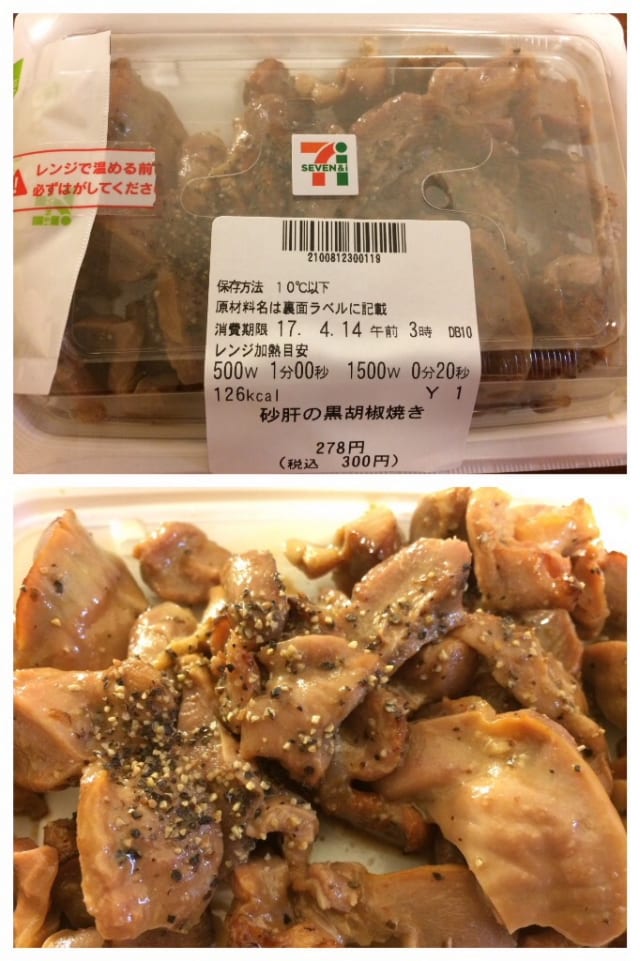 レンジで温める前
必ずはがしてくださ
SEVEN&i
2100812300119
保存方法 10℃以下
原材料名は裏面ラベルに記載
消費期限 17. 4.14 午前 3時 DB10
レンジ加熱目安
500W 1分00秒 1500W 0分20秒
126kcal Y 1
砂肝の黒胡椒焼き
278円
(税込 300円)